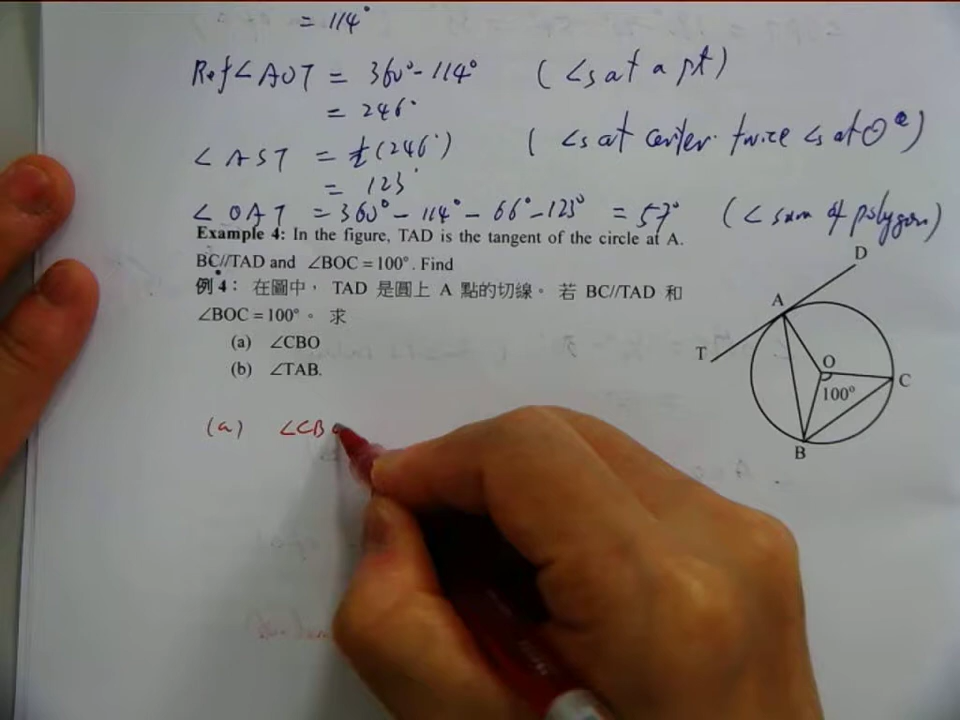 = 114°
Ref∠AOT = 360° - 114° (∠s at a pt)
= 246°
∠AST = ½(246°) (∠s at center twice ∠s at ⊙ce)
= 123°
∠OAT = 360° - 114° - 66° - 123° = 57° (∠ sum of polygon)
Example 4: In the figure, TAD is the tangent of the circle at A.
BC//TAD and ∠BOC = 100°. Find
例 4： 在圖中， TAD 是圓上 A 點的切線。 若 BC//TAD 和
∠BOC = 100° 。 求
(a) ∠CBO
(b) ∠TAB.
D
A
T
O
C
100°
B
(a) ∠CB